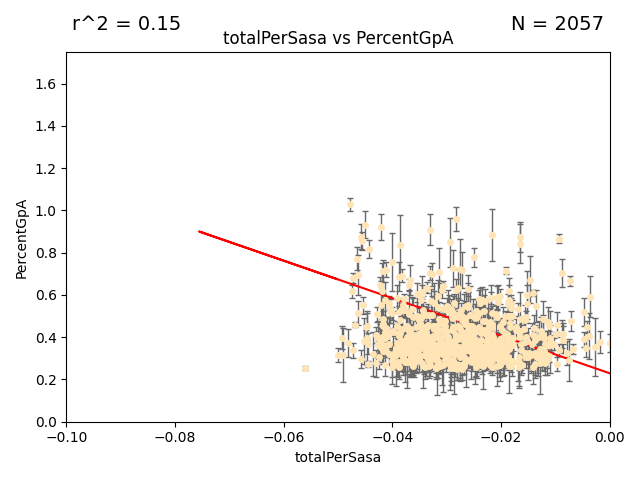 r^2 = 0.15
N = 2057
totalPerSasa vs PercentGpA
PercentGpA
1.6
1.4
1.2
1.0
0.8
0.6
0.4
0.2
0.0
−0.10 −0.08 −0.06 −0.04 −0.02 0.00
totalPerSasa